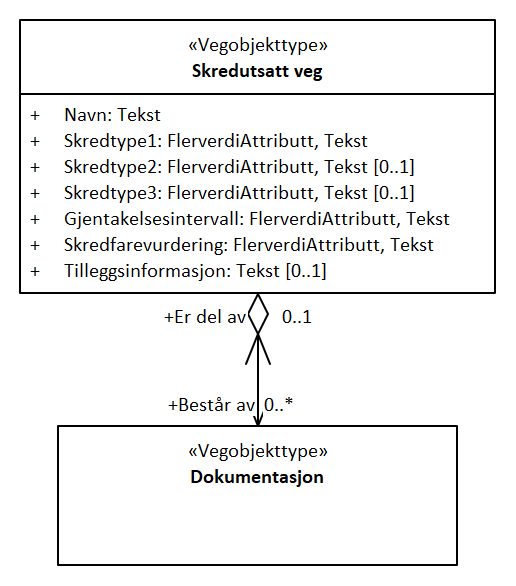 «Vegobjekttype»
Skredutsatt veg
+ Navn: Tekst
+ Skredtype1: FlerverdiAttributt, Tekst
+ Skredtype2: FlerverdiAttributt, Tekst [0..1]
+ Skredtype3: FlerverdiAttributt, Tekst [0..1]
+ Gjentakelsesintervall: FlerverdiAttributt, Tekst
+ Skredfarevurdering: FlerverdiAttributt, Tekst
+ Tilleggsinformasjon: Tekst [0..1]
+Er del av 0..1
+Består av 0..*
«Vegobjekttype»
Dokumentasjon